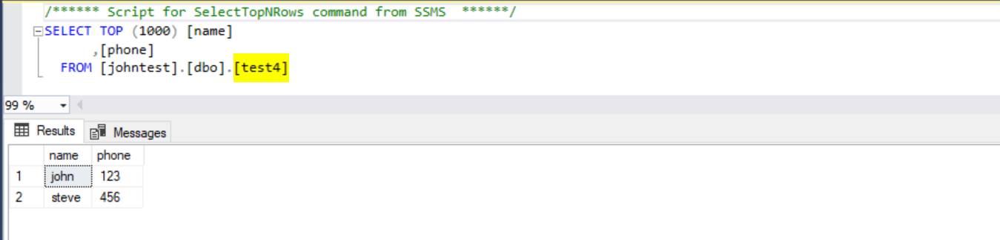 /****** Script for SelectTopNRows command from SSMS  ******/
SELECT TOP (1000) [name]
      ,[phone]
  FROM [johntest].[dbo].[test4]
99 %
Results Messages
name phone
1 john 123
2 steve 456